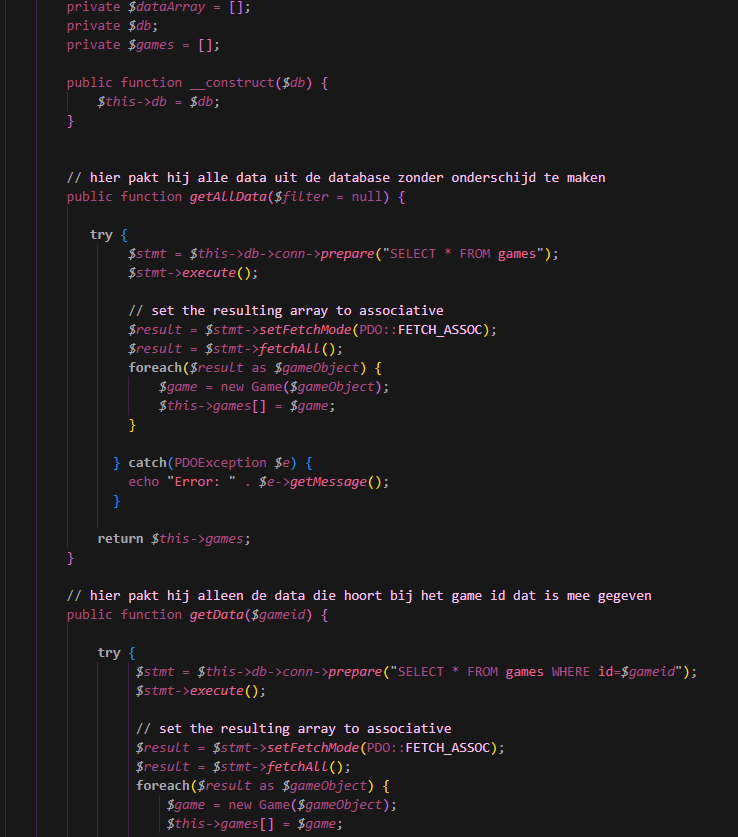 private $dataArray = [];
private $db;
private $games = [];
public function __construct($db) {
$this->db = $db;
}
// hier pakt hij alle data uit de database zonder onderschijd te maken
public function getAllData($filter = null) {
try {
$stmt = $this->db->conn->prepare("SELECT * FROM games");
$stmt->execute();
// set the resulting array to associative
$result = $stmt->setFetchMode(PDO::FETCH_ASSOC);
$result = $stmt->fetchAll();
foreach($result as $gameObject) {
$game = new Game($gameObject);
$this->games[] = $game;
}
} catch(PDOException $e) {
echo "Error: " . $e->getMessage();
}
return $this->games;
}
// hier pakt hij alleen de data die hoort bij het game id dat is mee gegeven
public function getData($gameid) {
try {
$stmt = $this->db->conn->prepare("SELECT * FROM games WHERE id=$gameid");
$stmt->execute();
// set the resulting array to associative
$result = $stmt->setFetchMode(PDO::FETCH_ASSOC);
$result = $stmt->fetchAll();
foreach($result as $gameObject) {
$game = new Game($gameObject);
$this->games[] = $game;